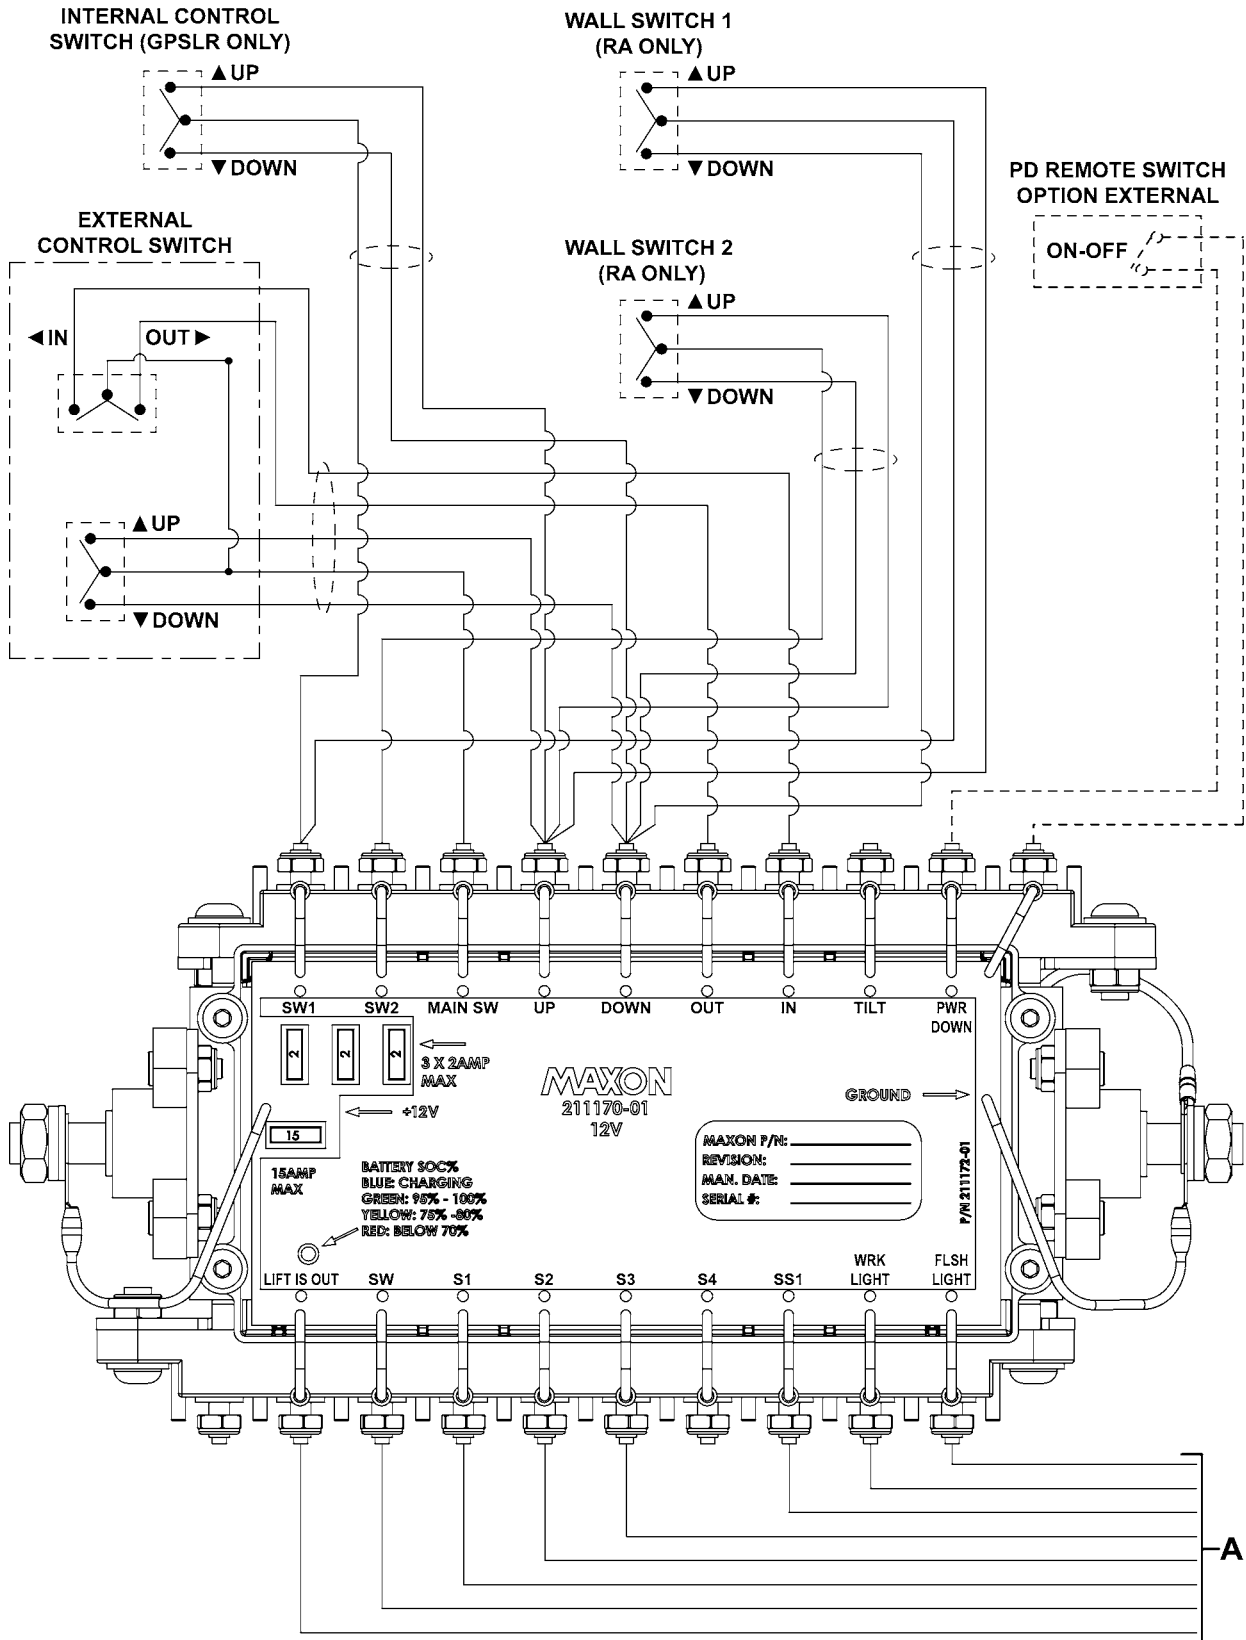 INTERNAL CONTROL
SWITCH (GPSLR ONLY)
▲UP
▼DOWN
WALL SWITCH 1
(RA ONLY)
▲UP
▼DOWN
PD REMOTE SWITCH
OPTION EXTERNAL
ON-OFF
EXTERNAL
CONTROL SWITCH
◄IN
OUT►
▲UP
▼DOWN
WALL SWITCH 2
(RA ONLY)
▲UP
▼DOWN
SW1
SW2
MAIN SW
UP
DOWN
OUT
IN
TILT
PWR
DOWN
2
2
2
3 X 2AMP
MAX
+12V
15
15AMP
MAX
MAXON
211170-01
12V
GROUND
MAXON P/N:
REVISION:
MAN. DATE:
SERIAL #:
P/N 211172-01
BATTERY SOC%
BLUE: CHARGING
GREEN: 95% - 100%
YELLOW: 75% -80%
RED: BELOW 70%
LIFT IS OUT
SW
S1
S2
S3
S4
SS1
WRK
LIGHT
FLSH
LIGHT
A